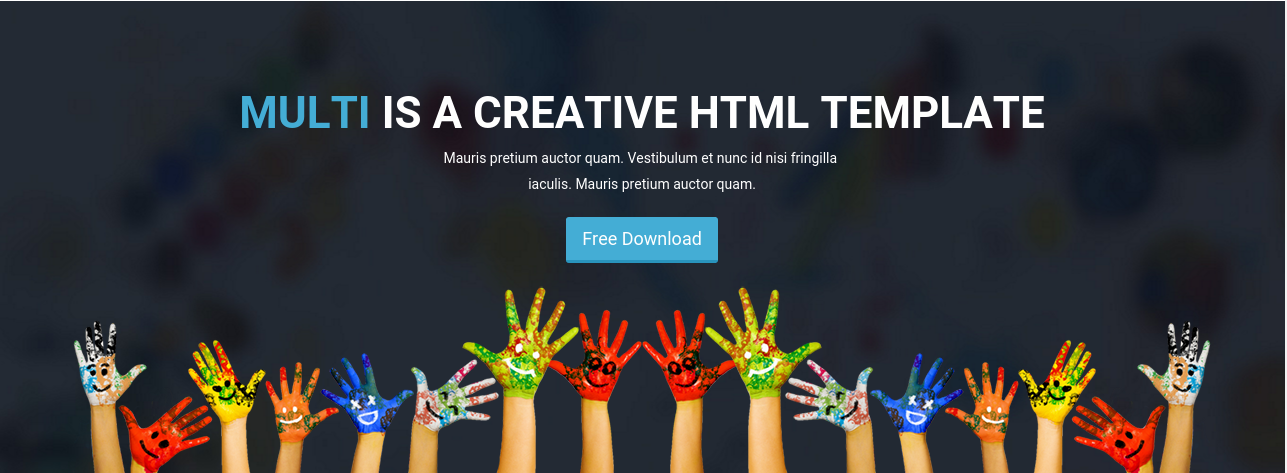 MULTI IS A CREATIVE HTML TEMPLATE
Mauris pretium auctor quam. Vestibulum et nunc id nisi fringilla
iaculis. Mauris pretium auctor quam.
Free Download